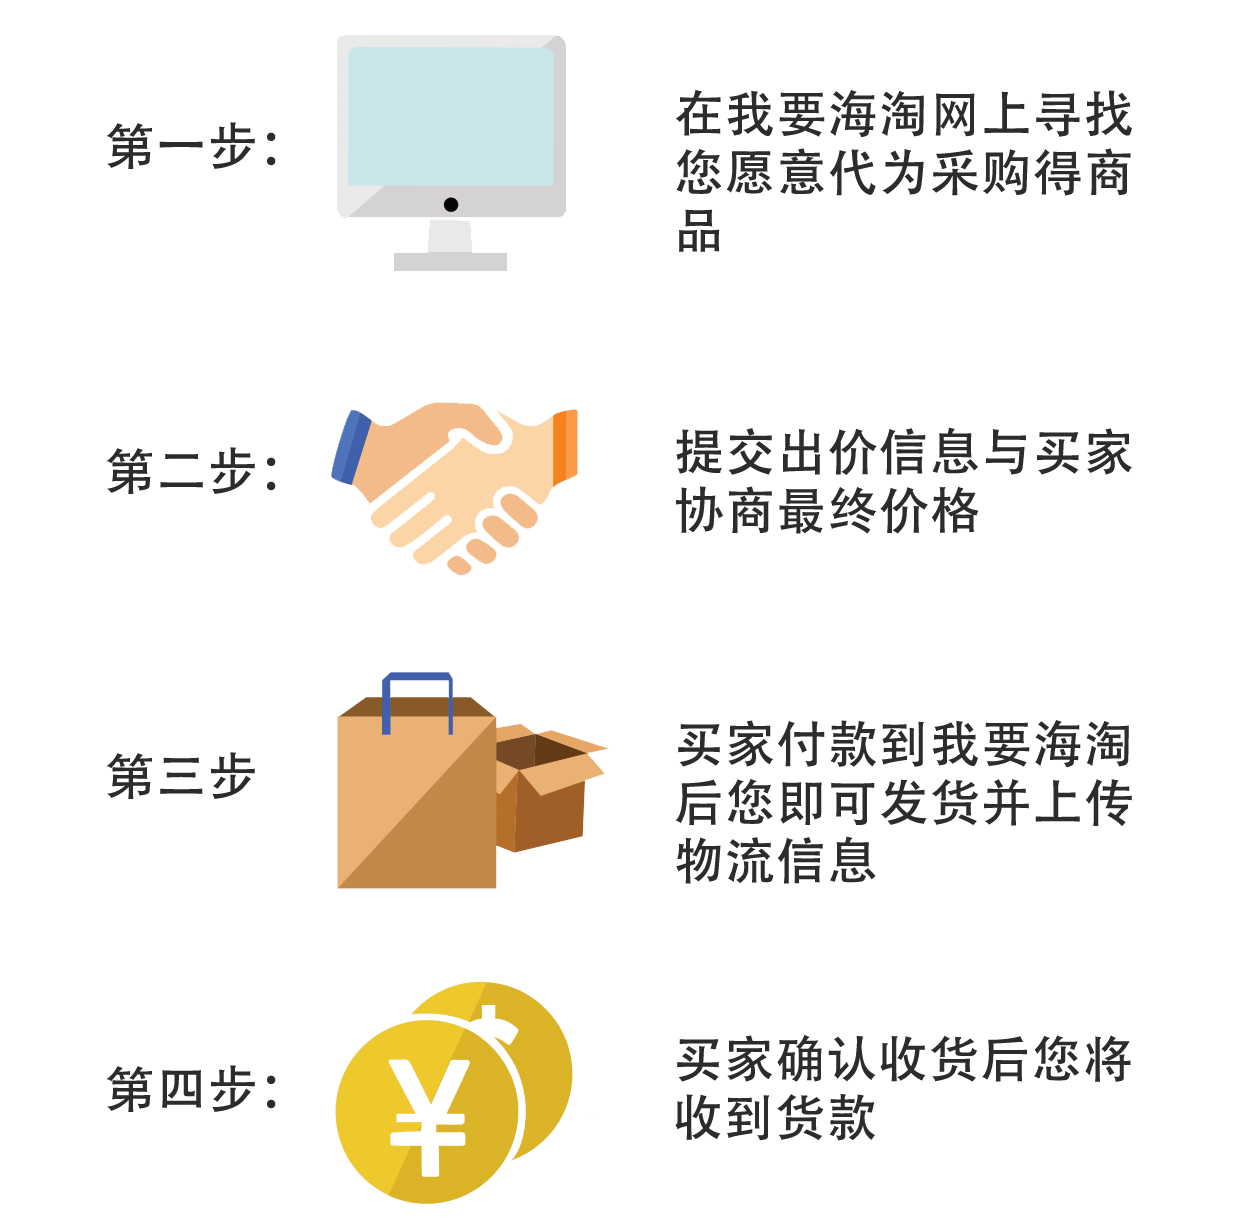 第一步：
在我要海淘网上寻找
您愿意代为采购得商
品
第二步：
提交出价信息与买家
协商最终价格
第三步
买家付款到我要海淘
后您即可发货并上传
物流信息
第四步：
买家确认收货后您将
收到货款
¥